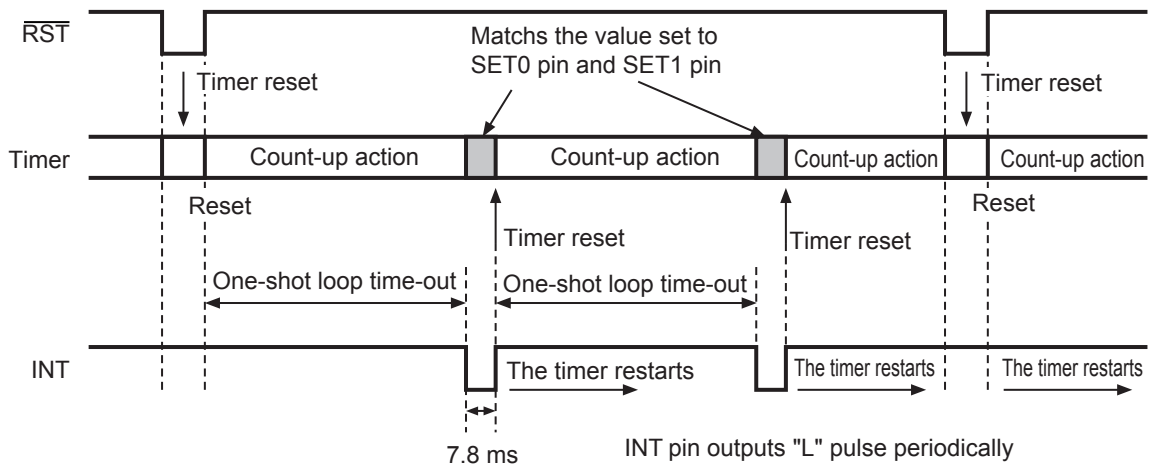 RST
Matchs the value set to
SET0 pin and SET1 pin
Timer reset
Timer reset
Timer
Count-up action
Count-up action
Count-up action
Count-up action
Reset
Reset
Timer reset
Timer reset
One-shot loop time-out
One-shot loop time-out
INT
The timer restarts
The timer restarts
The timer restarts
7.8 ms
INT pin outputs "L" pulse periodically